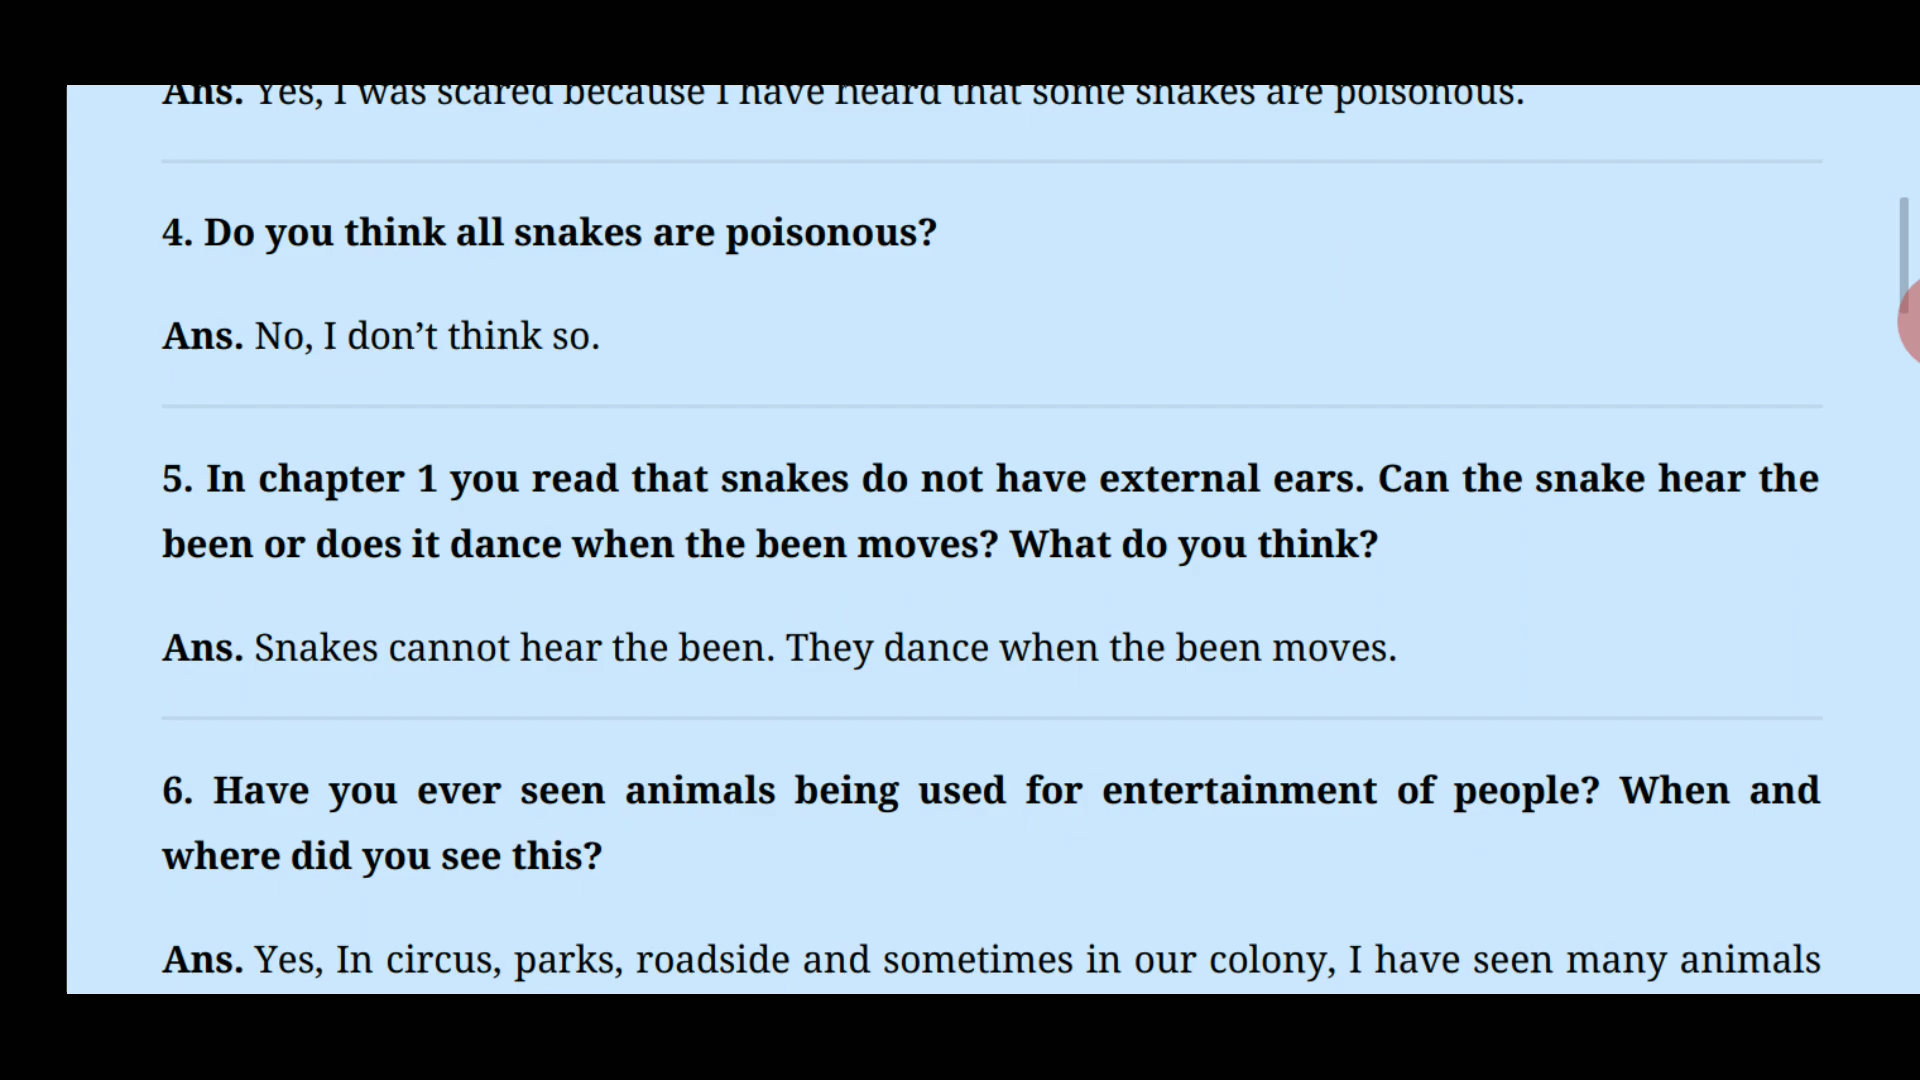 Ans. Yes, I was scared because I have heard that some snakes are poisonous.
4. Do you think all snakes are poisonous?
Ans. No, I don’t think so.
5. In chapter 1 you read that snakes do not have external ears. Can the snake hear the
been or does it dance when the been moves? What do you think?
Ans. Snakes cannot hear the been. They dance when the been moves.
6. Have you ever seen animals being used for entertainment of people? When and
where did you see this?
Ans. Yes, In circus, parks, roadside and sometimes in our colony, I have seen many animals